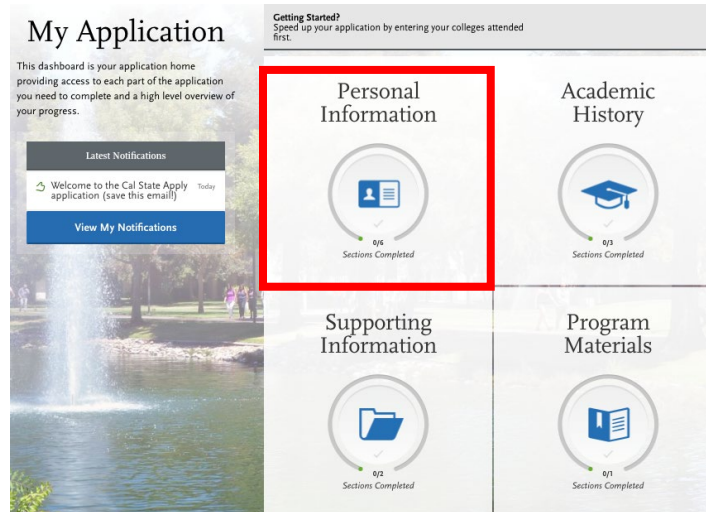 My Application
This dashboard is your application home
providing access to each part of the application
you need to complete and a high level overview of
your progress.
Latest Notifications
Welcome to the Cal State Apply
application (save this email!)
Today
View My Notifications
Getting Started?
Speed up your application by entering your colleges attended
first.
Personal
Information
0/6
Sections Completed
Academic
History
0/3
Sections Completed
Supporting
Information
0/2
Sections Completed
Program
Materials
0/1
Sections Completed